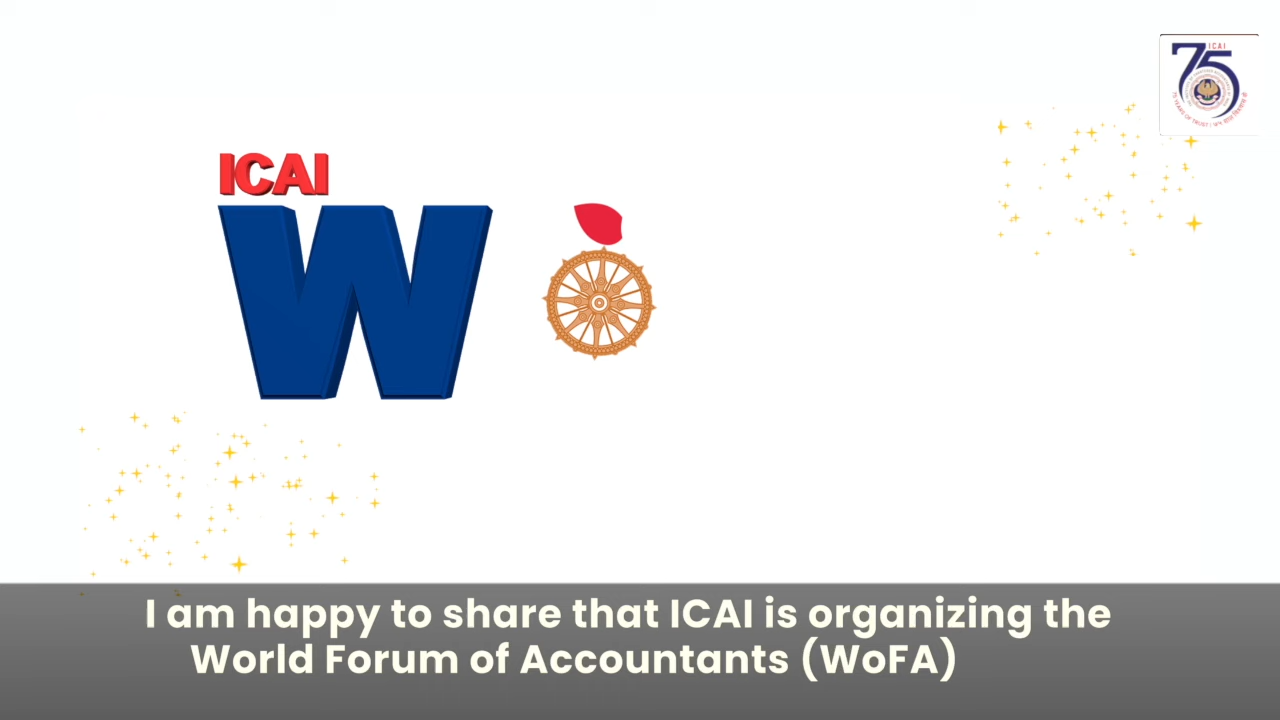 ICAI
75
ICAI
W
I am happy to share that ICAI is organizing the
World Forum of Accountants (WoFA)